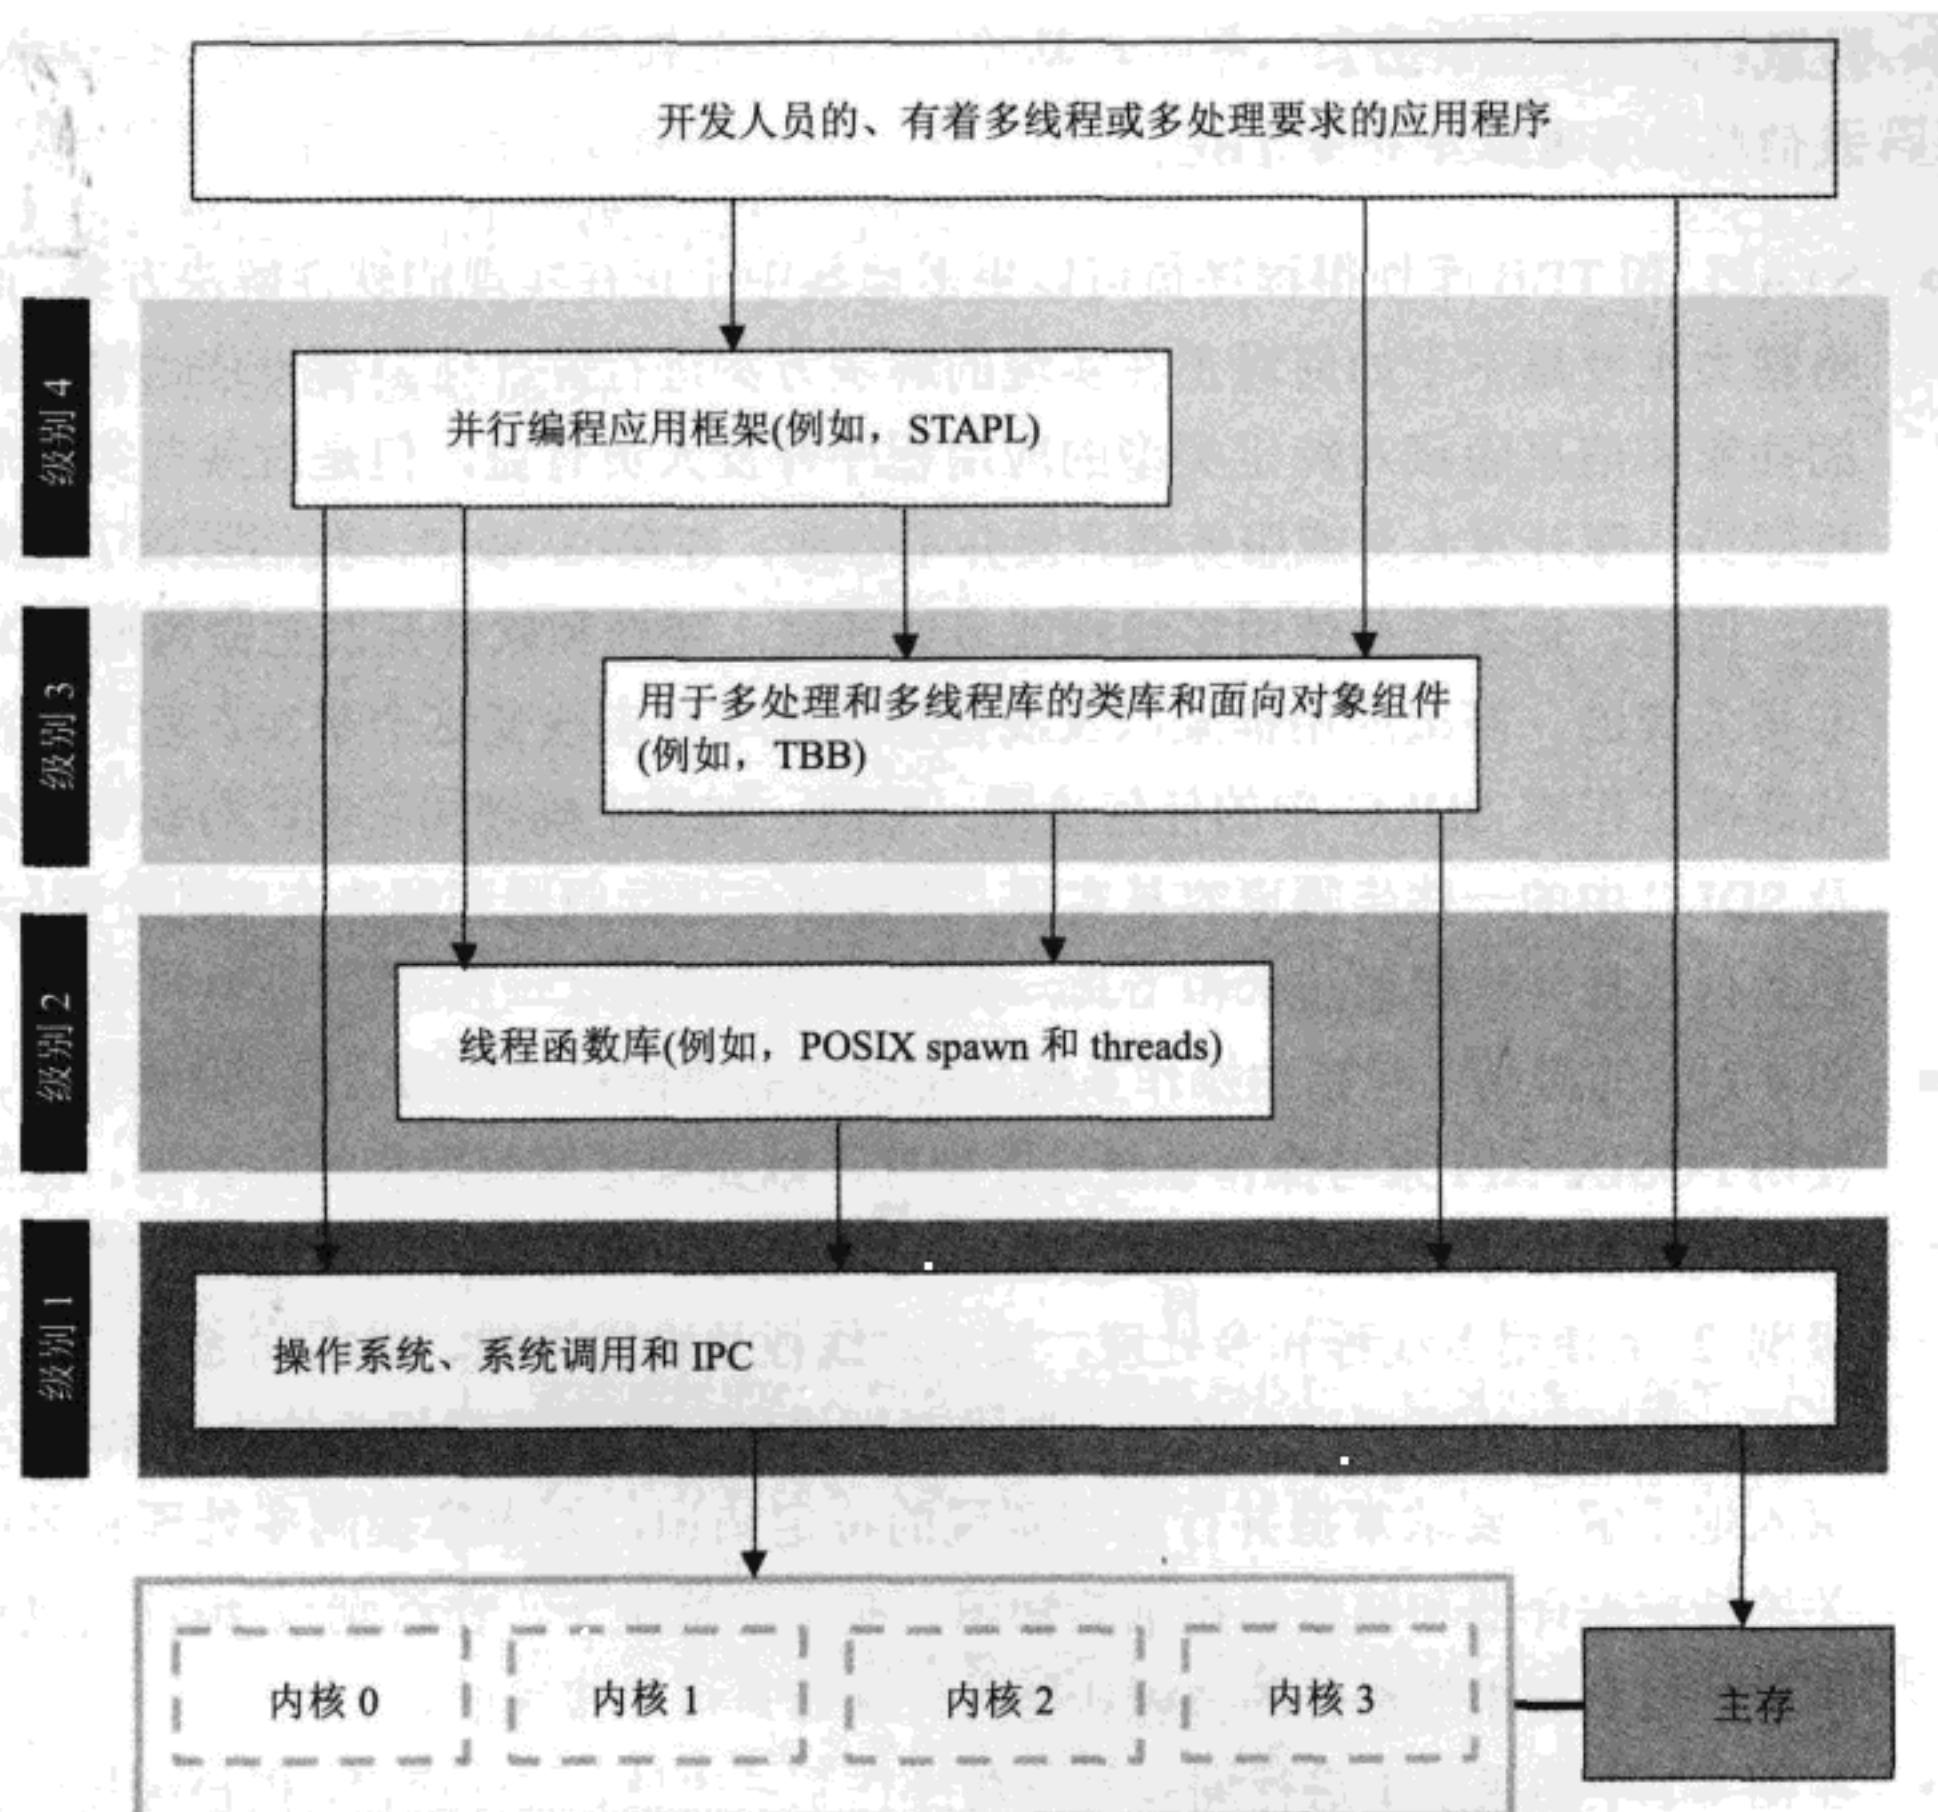 开发人员的、有着多线程或多处理要求的应用程序
级别 4
并行编程应用框架(例如，STAPL)
级别 3
用于多处理和多线程库的类库和面向对象组件
(例如，TBB)
级别 2
线程函数库(例如，POSIX spawn 和 threads)
级别 1
操作系统、系统调用和 IPC
内核 0
内核 1
内核 2
内核 3
主存